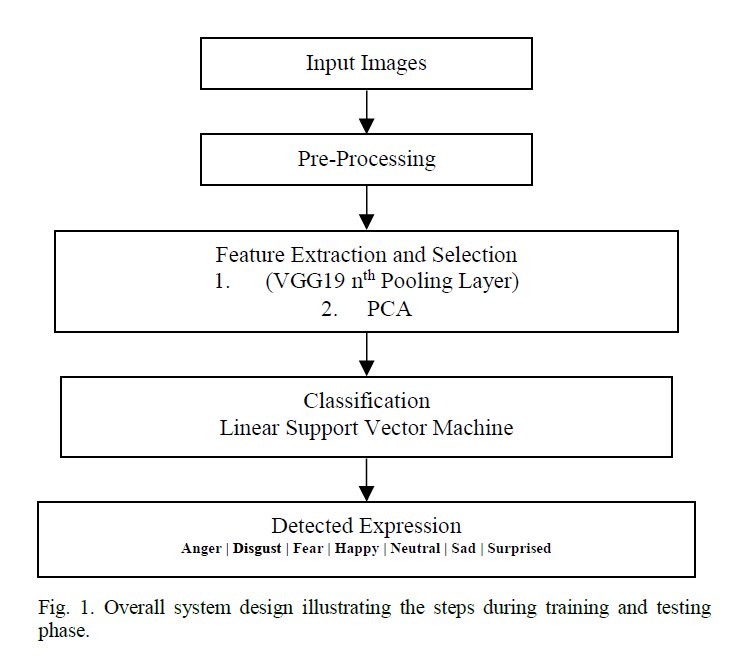 Input Images
Pre-Processing
Feature Extraction and Selection
1. (VGG19 nth Pooling Layer)
2. PCA
Classification
Linear Support Vector Machine
Detected Expression
Anger | Disgust | Fear | Happy | Neutral | Sad | Surprised
Fig. 1. Overall system design illustrating the steps during training and testing
phase.